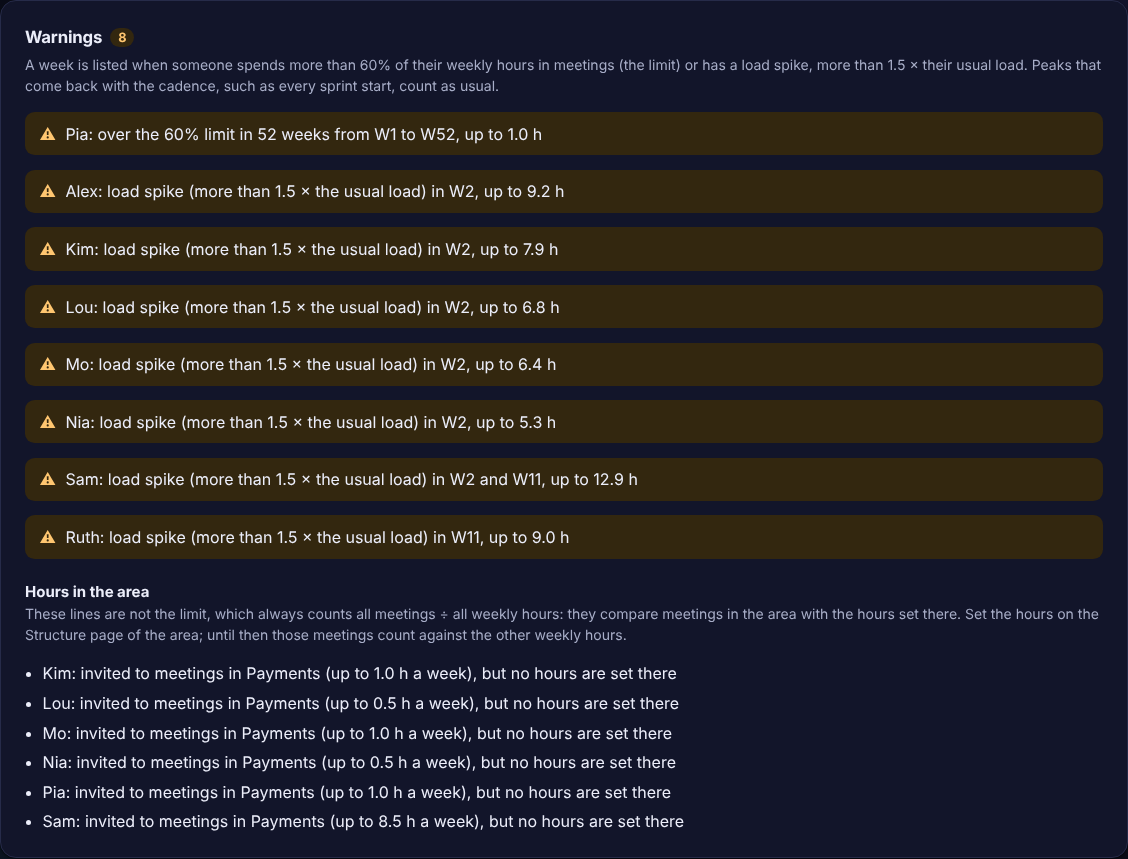 Warnings 8
A week is listed when someone spends more than 60% of their weekly hours in meetings (the limit) or has a load spike, more than 1.5 × their usual load. Peaks that
come back with the cadence, such as every sprint start, count as usual.
Pia: over the 60% limit in 52 weeks from W1 to W52, up to 1.0 h
Alex: load spike (more than 1.5 × the usual load) in W2, up to 9.2 h
Kim: load spike (more than 1.5 × the usual load) in W2, up to 7.9 h
Lou: load spike (more than 1.5 × the usual load) in W2, up to 6.8 h
Mo: load spike (more than 1.5 × the usual load) in W2, up to 6.4 h
Nia: load spike (more than 1.5 × the usual load) in W2, up to 5.3 h
Sam: load spike (more than 1.5 × the usual load) in W2 and W11, up to 12.9 h
Ruth: load spike (more than 1.5 × the usual load) in W11, up to 9.0 h
Hours in the area
These lines are not the limit, which always counts all meetings ÷ all weekly hours: they compare meetings in the area with the hours set there. Set the hours on the
Structure page of the area; until then those meetings count against the other weekly hours.
• Kim: invited to meetings in Payments (up to 1.0 h a week), but no hours are set there
• Lou: invited to meetings in Payments (up to 0.5 h a week), but no hours are set there
• Mo: invited to meetings in Payments (up to 1.0 h a week), but no hours are set there
• Nia: invited to meetings in Payments (up to 0.5 h a week), but no hours are set there
• Pia: invited to meetings in Payments (up to 1.0 h a week), but no hours are set there
• Sam: invited to meetings in Payments (up to 8.5 h a week), but no hours are set there